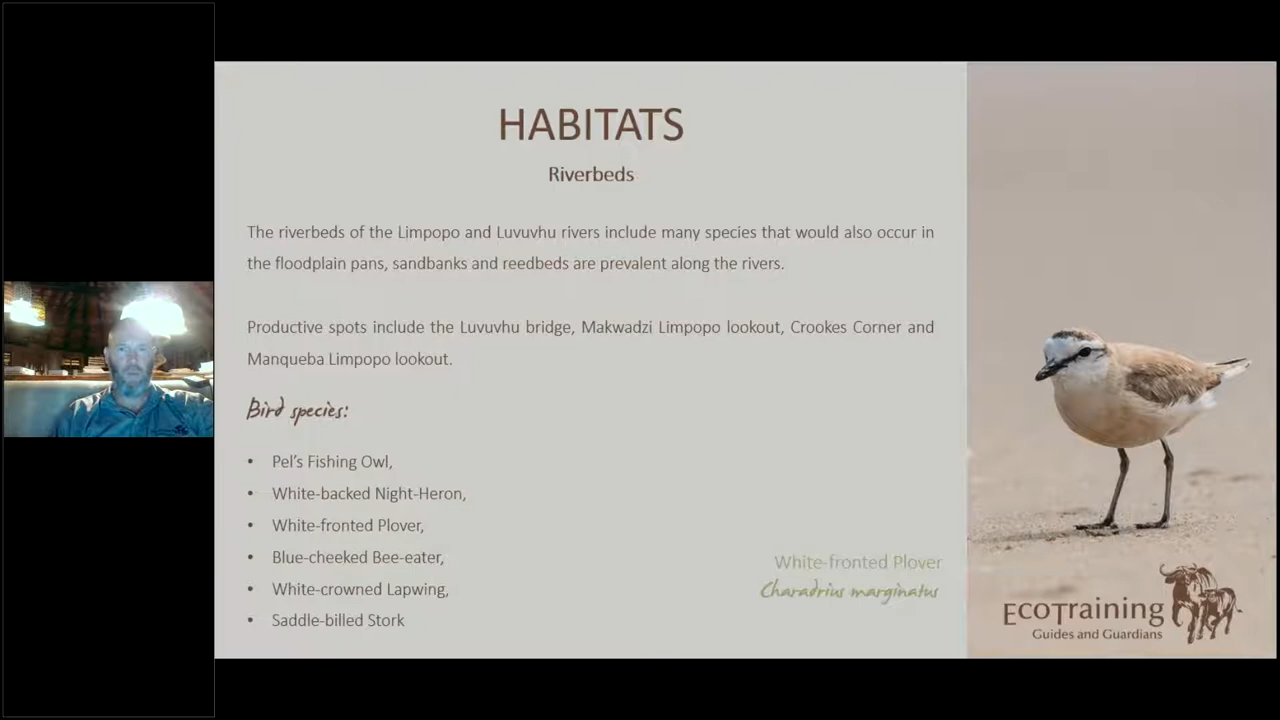 HABITATS
Riverbeds
The riverbeds of the Limpopo and Luvuvhu rivers include many species that would also occur in
the floodplain pans, sandbanks and reedbeds are prevalent along the rivers.
Productive spots include the Luvuvhu bridge, Makwadzi Limpopo lookout, Crookes Corner and
Manqueba Limpopo lookout.
Bird species:
• Pel's Fishing Owl,
• White-backed Night-Heron,
• White-fronted Plover,
• Blue-cheeked Bee-eater,
• White-crowned Lapwing,
• Saddle-billed Stork
White-fronted Plover
Charadrius marginatus
EcoTraining
Guides and Guardians